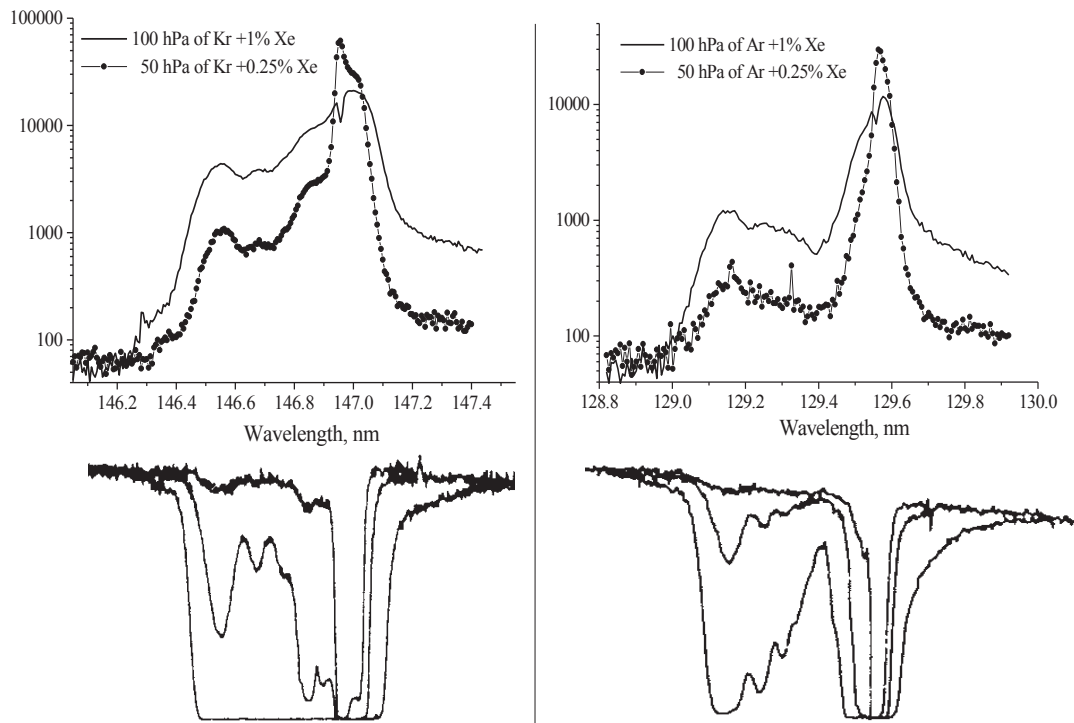 100000
10000
1000
100
100 hPa of Kr +1% Xe
50 hPa of Kr +0.25% Xe
146.2 146.4 146.6 146.8 147.0 147.2 147.4
Wavelength, nm
10000
1000
100
100 hPa of Ar +1% Xe
50 hPa of Ar +0.25% Xe
128.8 129.0 129.2 129.4 129.6 129.8 130.0
Wavelength, nm